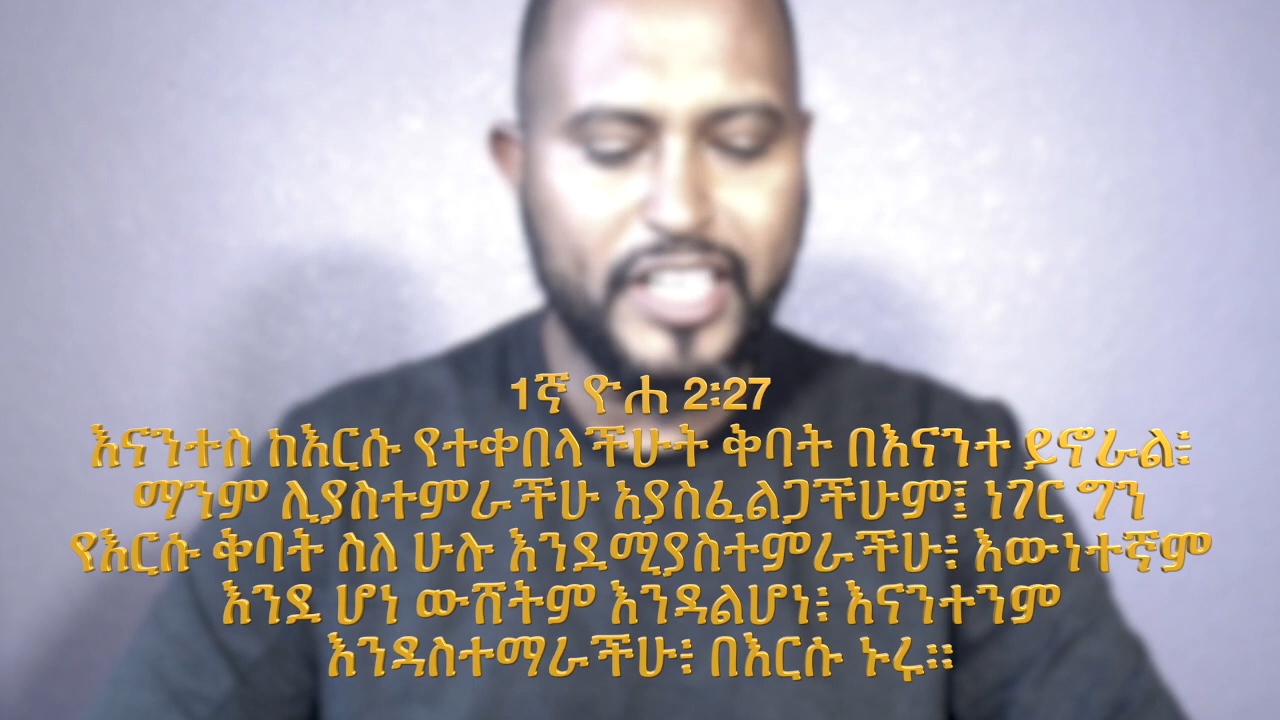 1ኛ ዮሐ 2፡27
እናንተስ ከእርሱ የተቀበላችሁት ቅባት በእናንተ ይኖራል፥
ማንም ሊያስተምራችሁ አያስፈልጋችሁም፤ ነገር ግን
የእርሱ ቅባት ስለ ሁሉ እንደሚያስተምራችሁ፥ እውነተኛም
እንደ ሆነ ውሸትም እንዳልሆነ፥ እናንተንም
እንዳስተማራችሁ፥ በእርሱ ኑሩ።